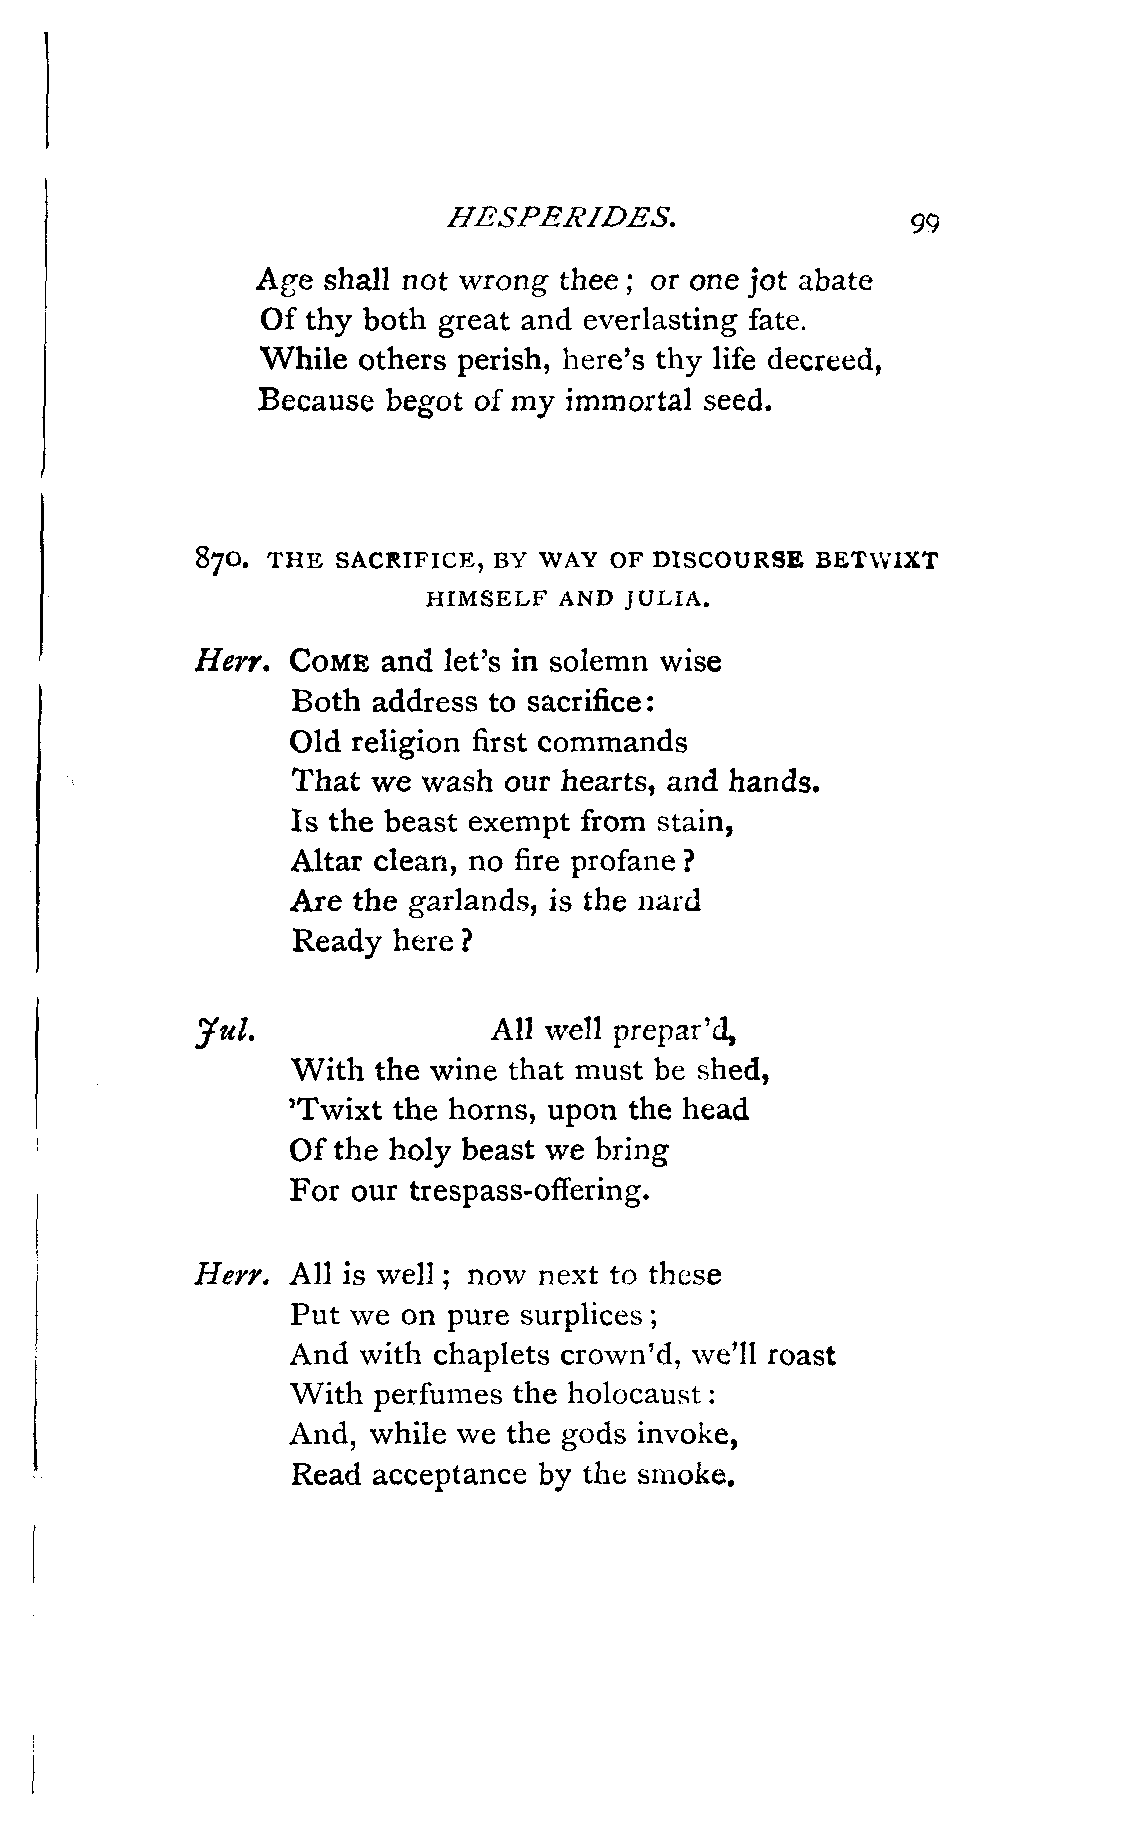 HESPERIDES. 99
Age shall not wrong thee; or one jot abate
Of thy both great and everlasting fate.
While others perish, here's thy life decreed,
Because begot of my immortal seed.
870. THE SACRIFICE, BY WAY OF DISCOURSE BETWIXT
HIMSELF AND JULIA.
Herr. COME and let's in solemn wise
Both address to sacrifice:
Old religion first commands
That we wash our hearts, and hands.
Is the beast exempt from stain,
Altar clean, no fire profane?
Are the garlands, is the nard
Ready here?
Jul. All well prepar'd,
With the wine that must be shed,
'Twixt the horns, upon the head
Of the holy beast we bring
For our trespass-offering.
Herr. All is well; now next to these
Put we on pure surplices;
And with chaplets crown'd, we'll roast
With perfumes the holocaust:
And, while we the gods invoke,
Read acceptance by the smoke.